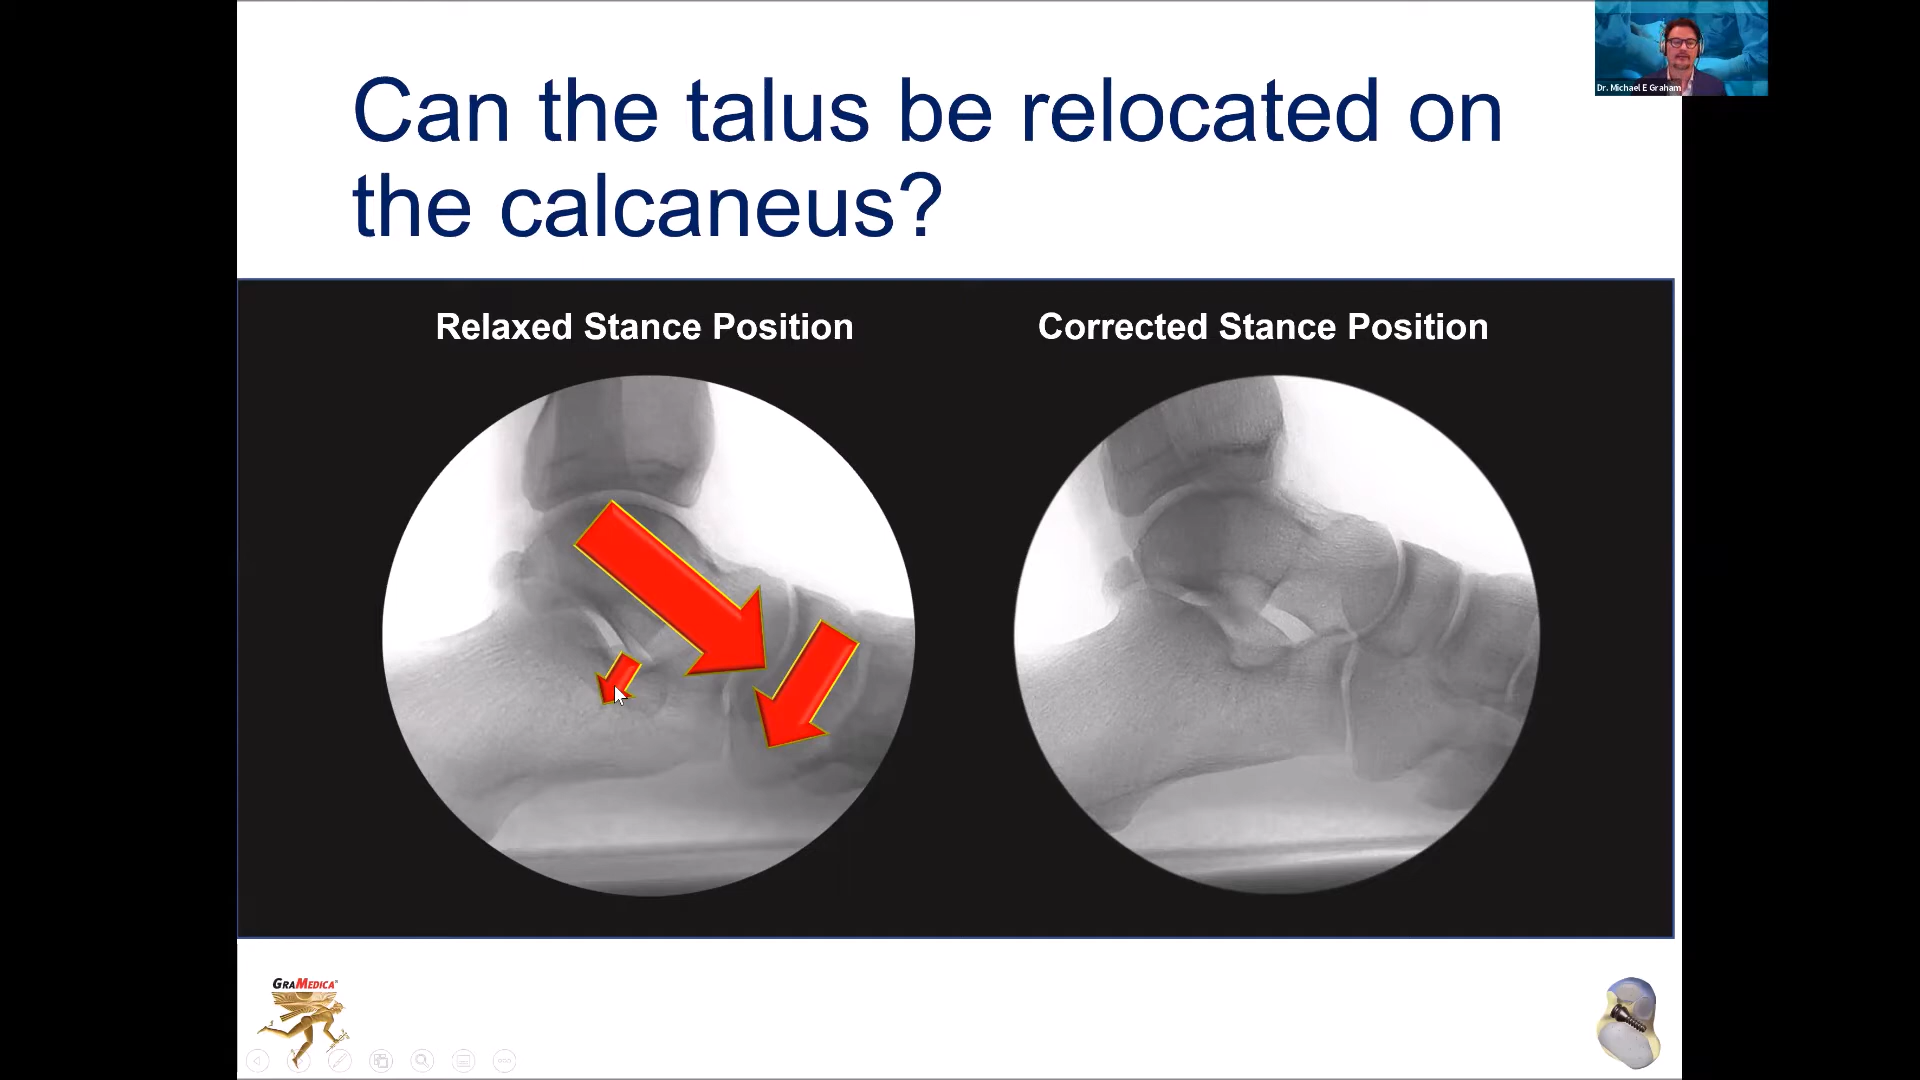 Dr. Michael E Graham
Can the talus be relocated on
the calcaneus?
Relaxed Stance Position
Corrected Stance Position
GRAMEDICA®